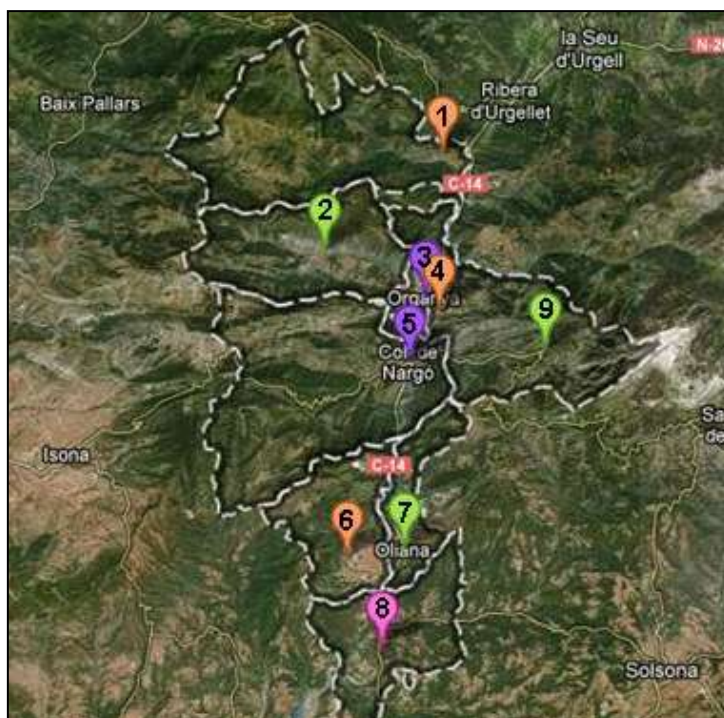 la Seu
d'Urgell
N-26
Baix Pallars
Ribera
d'Urgellet
1
C-14
2
3
4
Organyà
5
9
Coll de
Nargó
Sa
de
Isona
C-14
6
7
Oliana
8
Solsona